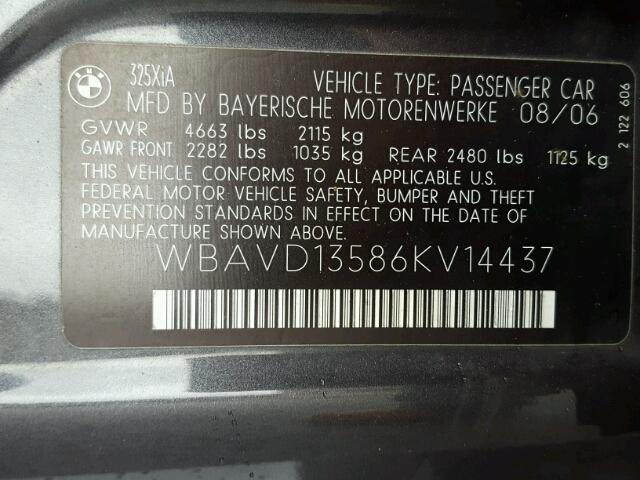 BMW
325XiA
VEHICLE TYPE: PASSENGER CAR
MFD BY BAYERISCHE MOTORENWERKE 08/06
GVWR 4663 lbs 2115 kg
GAWR FRONT 2282 lbs 1035 kg REAR 2480 lbs 1125 kg
THIS VEHICLE CONFORMS TO ALL APPLICABLE U.S.
FEDERAL MOTOR VEHICLE SAFETY, BUMPER AND THEFT
PREVENTION STANDARDS IN EFFECT ON THE DATE OF
MANUFACTURE SHOWN ABOVE.
WBAVD13586KV14437
2 122 606